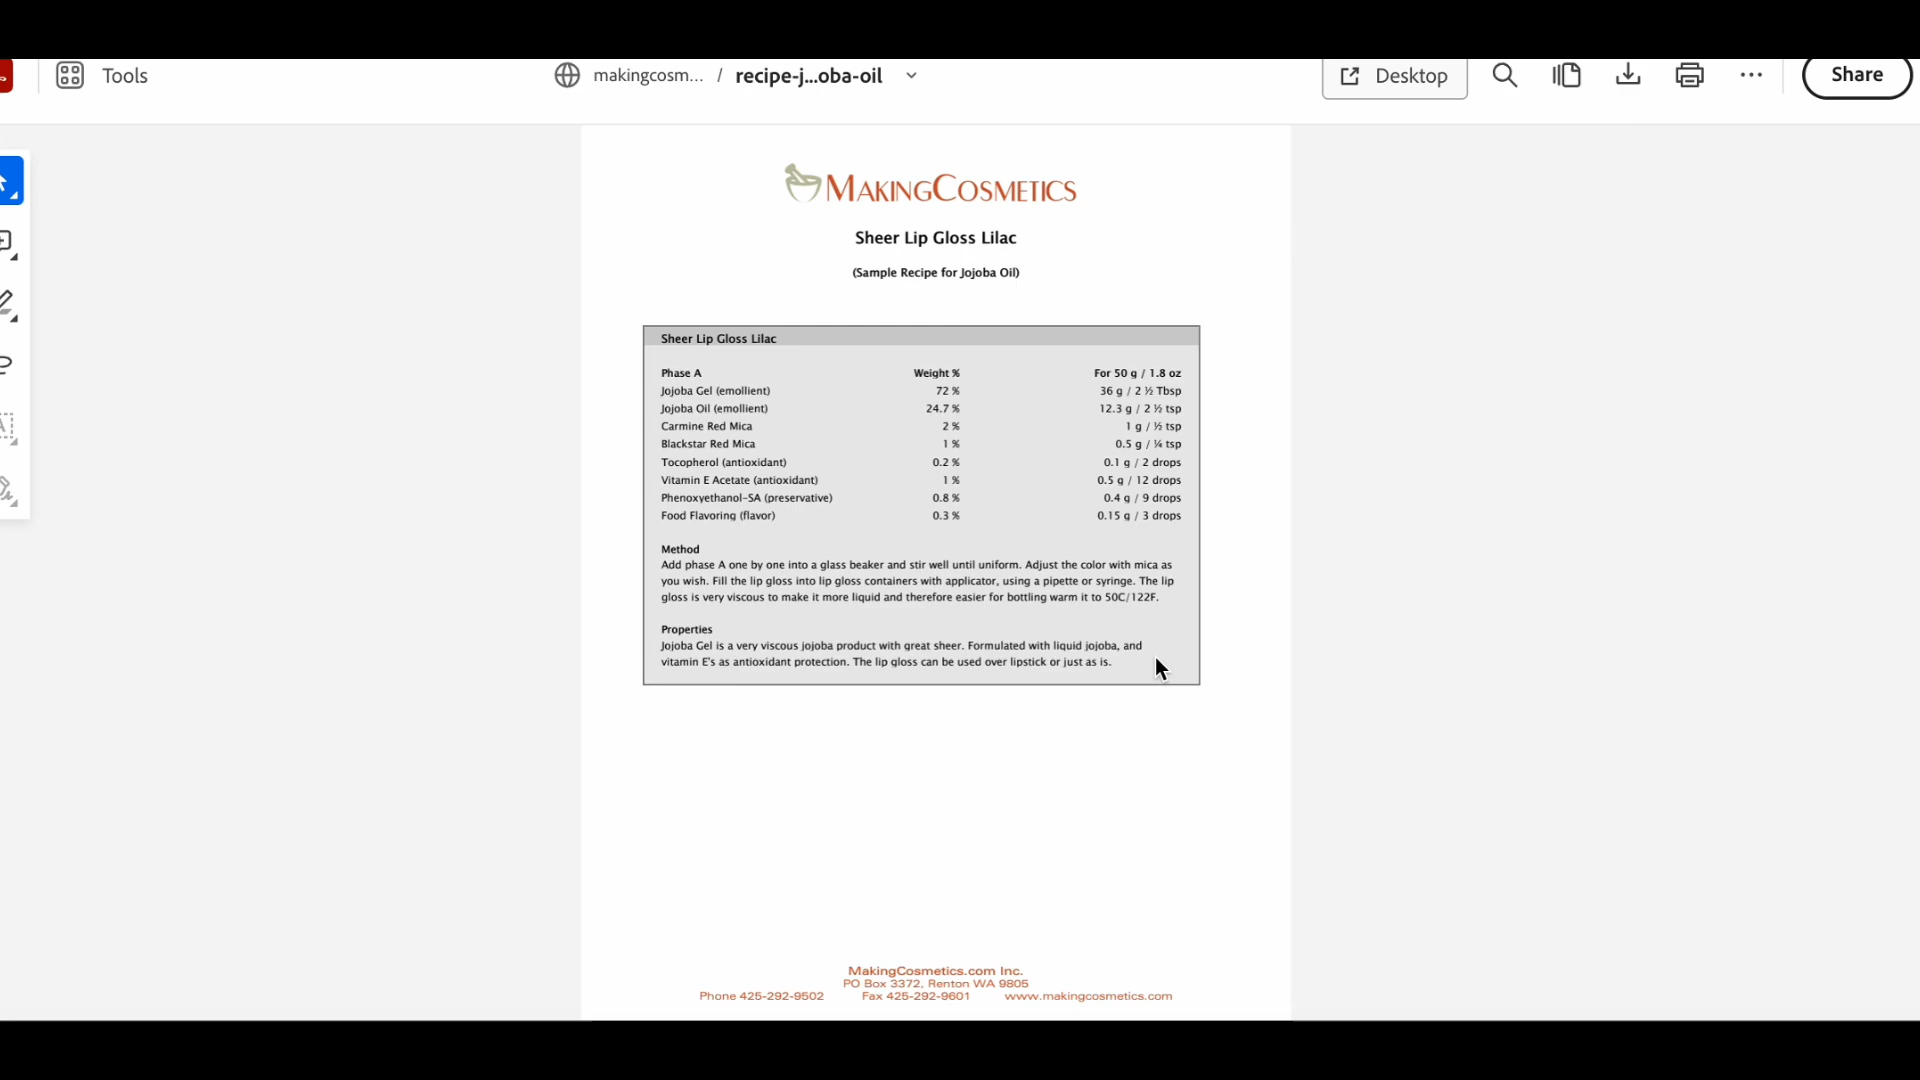 Tools
makingcosm... / recipe-j...oba-oil
Desktop
Share
MAKINGCOSMETICS
Sheer Lip Gloss Lilac
(Sample Recipe for Jojoba Oil)
Sheer Lip Gloss Lilac
Phase A Weight % For 50 g / 1.8 oz
Jojoba Gel (emollient) 72 % 36 g / 2 ½ Tbsp
Jojoba Oil (emollient) 24.7 % 12.3 g / 2 ½ tsp
Carmine Red Mica 2 % 1 g / ½ tsp
Blackstar Red Mica 1 % 0.5 g / ¼ tsp
Tocopherol (antioxidant) 0.2 % 0.1 g / 2 drops
Vitamin E Acetate (antioxidant) 1 % 0.5 g / 12 drops
Phenoxyethanol-SA (preservative) 0.8 % 0.4 g / 9 drops
Food Flavoring (flavor) 0.3 % 0.15 g / 3 drops
Method
Add phase A one by one into a glass beaker and stir well until uniform. Adjust the color with mica as
you wish. Fill the lip gloss into lip gloss containers with applicator, using a pipette or syringe. The lip
gloss is very viscous to make it more liquid and therefore easier for bottling warm it to 50C/122F.
Properties
Jojoba Gel is a very viscous jojoba product with great sheer. Formulated with liquid jojoba, and
vitamin E's as antioxidant protection. The lip gloss can be used over lipstick or just as is.
MakingCosmetics.com Inc.
PO Box 3372, Renton WA 9805
Phone 425-292-9502 Fax 425-292-9601 www.makingcosmetics.com